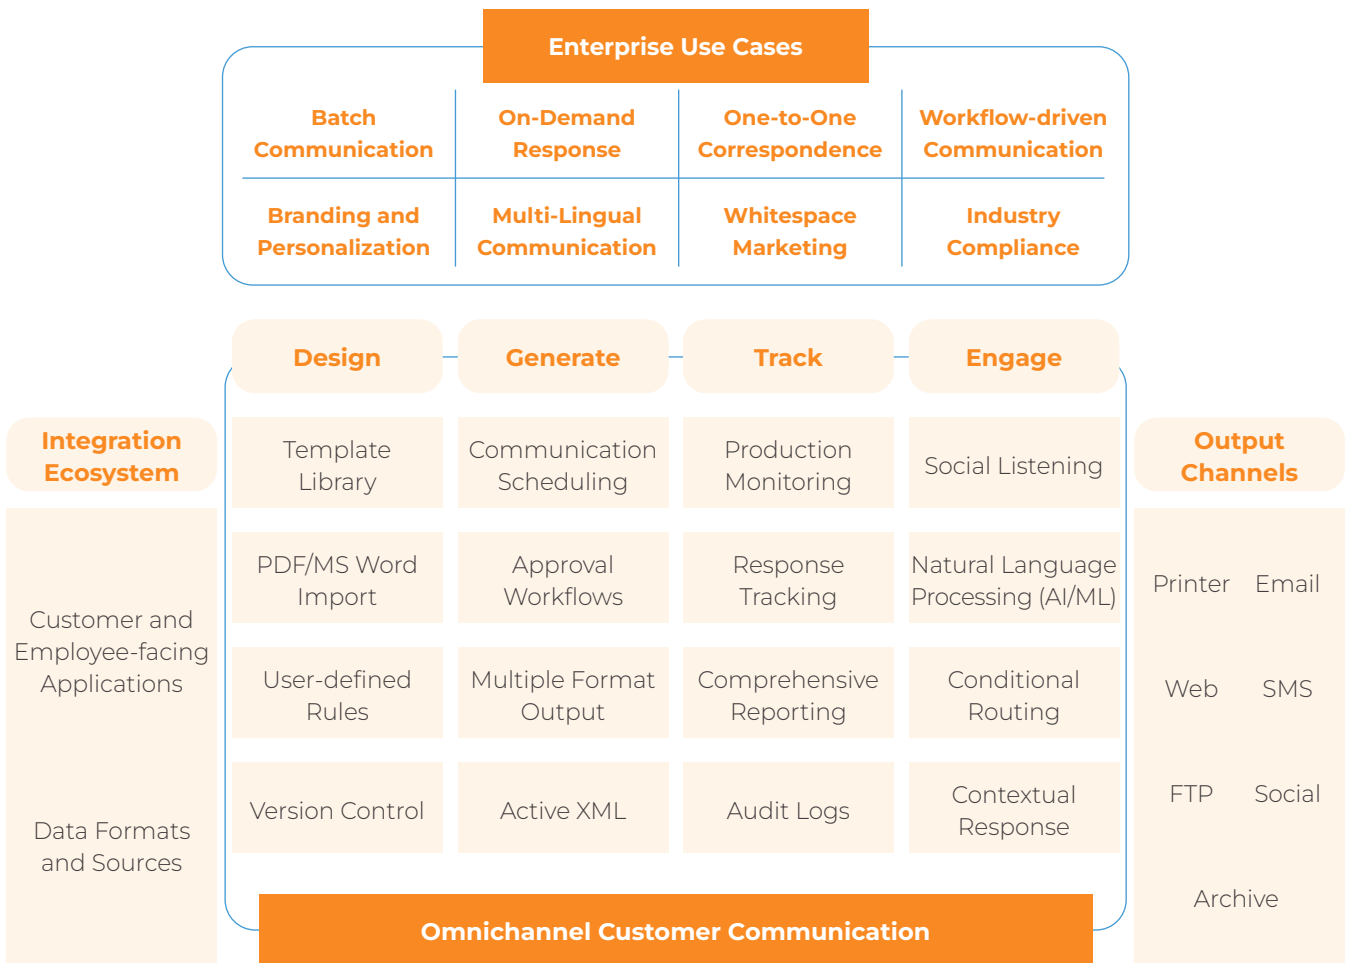 Enterprise Use Cases
Batch
Communication
On-Demand
Response
One-to-One
Correspondence
Workflow-driven
Communication
Branding and
Personalization
Multi-Lingual
Communication
Whitespace
Marketing
Industry
Compliance
Integration
Ecosystem
Customer and
Employee-facing
Applications
Data Formats
and Sources
Design
Template
Library
PDF/MS Word
Import
User-defined
Rules
Version Control
Generate
Communication
Scheduling
Approval
Workflows
Multiple Format
Output
Active XML
Track
Production
Monitoring
Response
Tracking
Comprehensive
Reporting
Audit Logs
Engage
Social Listening
Natural Language
Processing (AI/ML)
Conditional
Routing
Contextual
Response
Output
Channels
Printer Email
Web SMS
FTP Social
Archive
Omnichannel Customer Communication